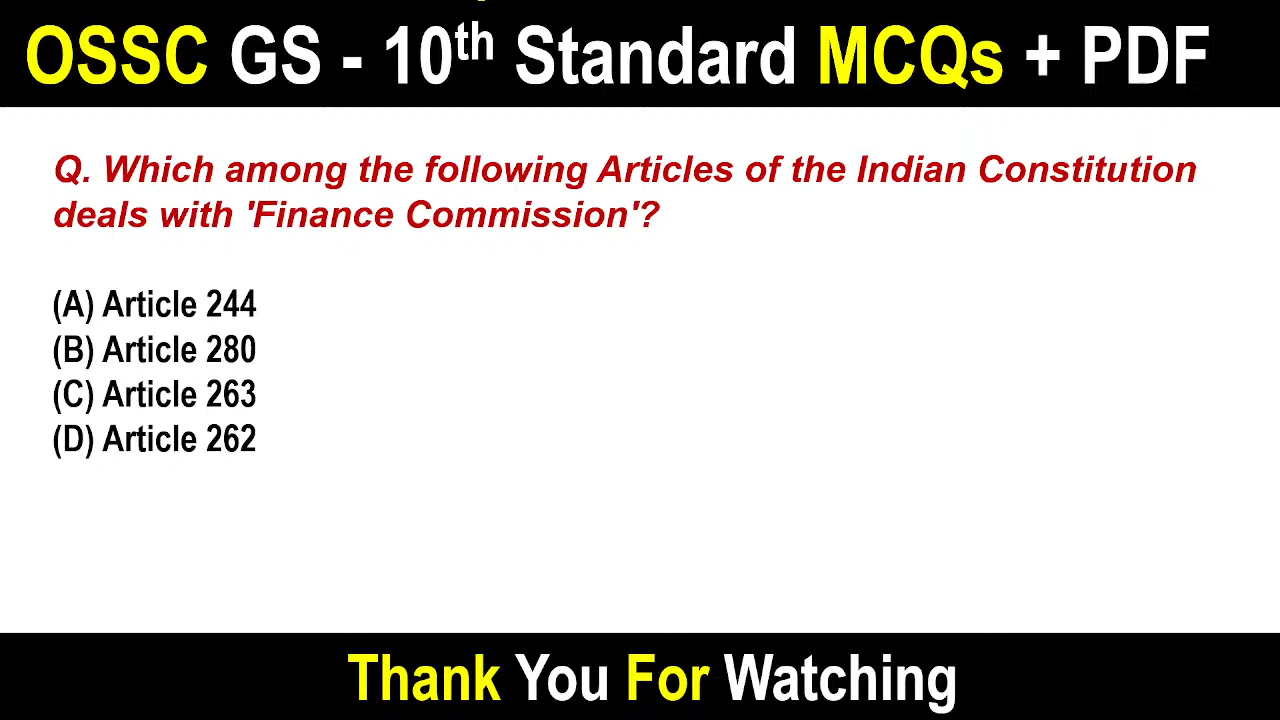 OSSC GS - 10th Standard MCQs + PDF
Q. Which among the following Articles of the Indian Constitution
deals with 'Finance Commission'?
(A) Article 244
(B) Article 280
(C) Article 263
(D) Article 262
Thank You For Watching